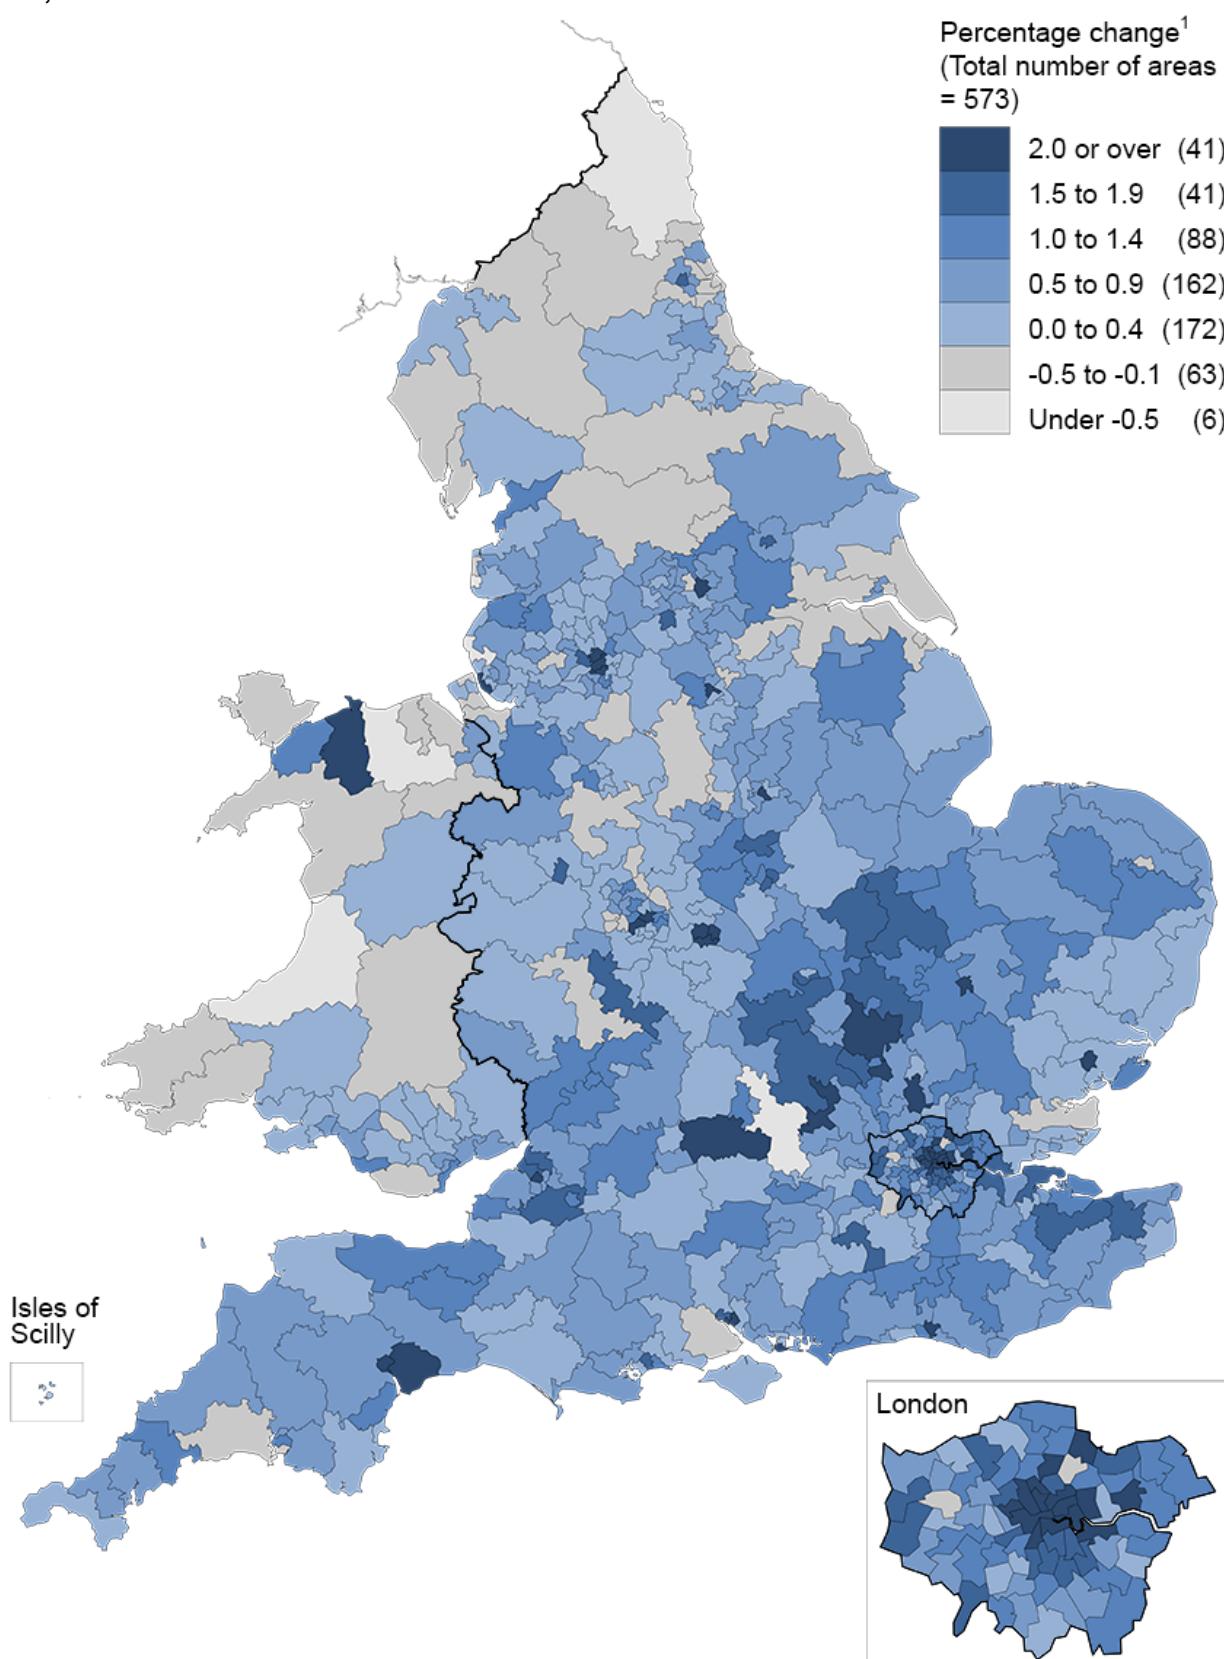 Percentage change1
(Total number of areas
= 573)
2.0 or over (41)
1.5 to 1.9 (41)
1.0 to 1.4 (88)
0.5 to 0.9 (162)
0.0 to 0.4 (172)
-0.5 to -0.1 (63)
Under -0.5 (6)
Isles of
Scilly
London